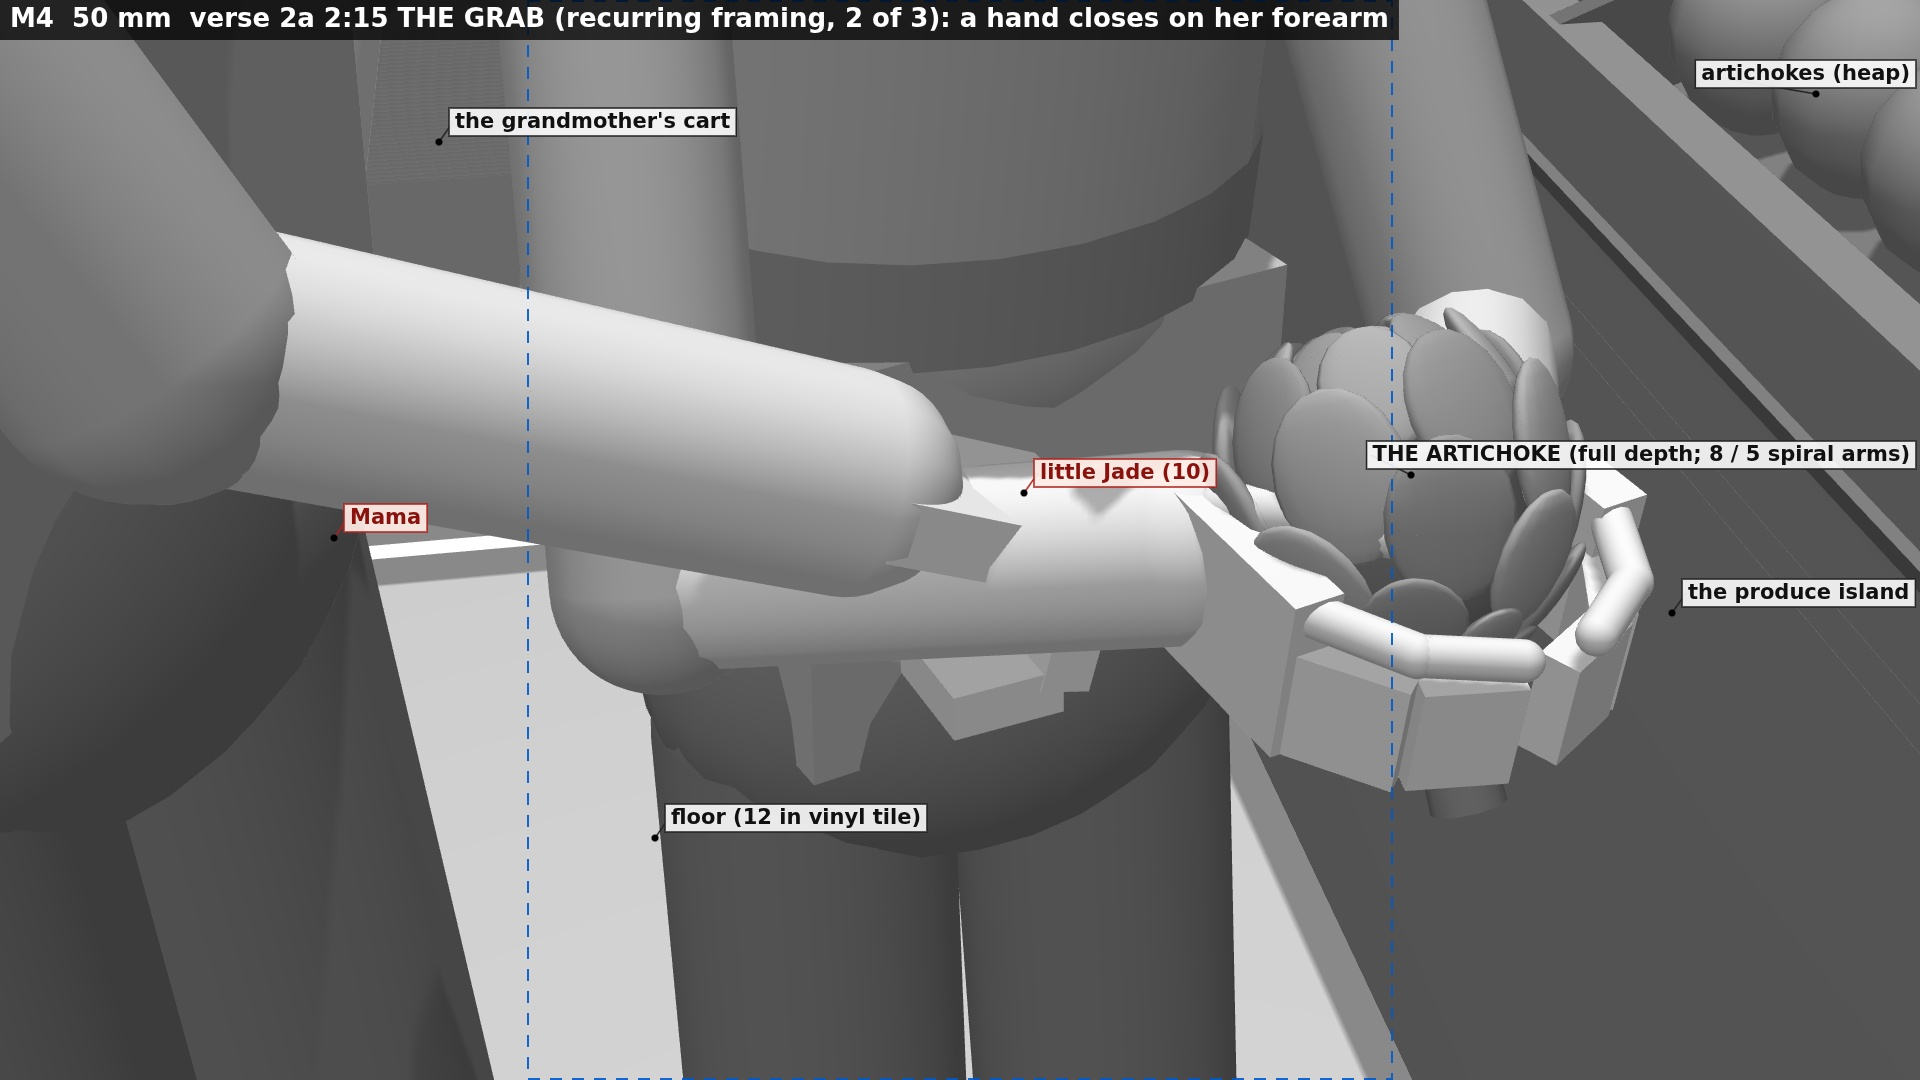 M4  50 mm  verse 2a 2:15 THE GRAB (recurring framing, 2 of 3): a hand closes on her forearm
artichokes (heap)
the grandmother's cart
THE ARTICHOKE (full depth; 8 / 5 spiral arms)
little Jade (10)
Mama
the produce island
floor (12 in vinyl tile)